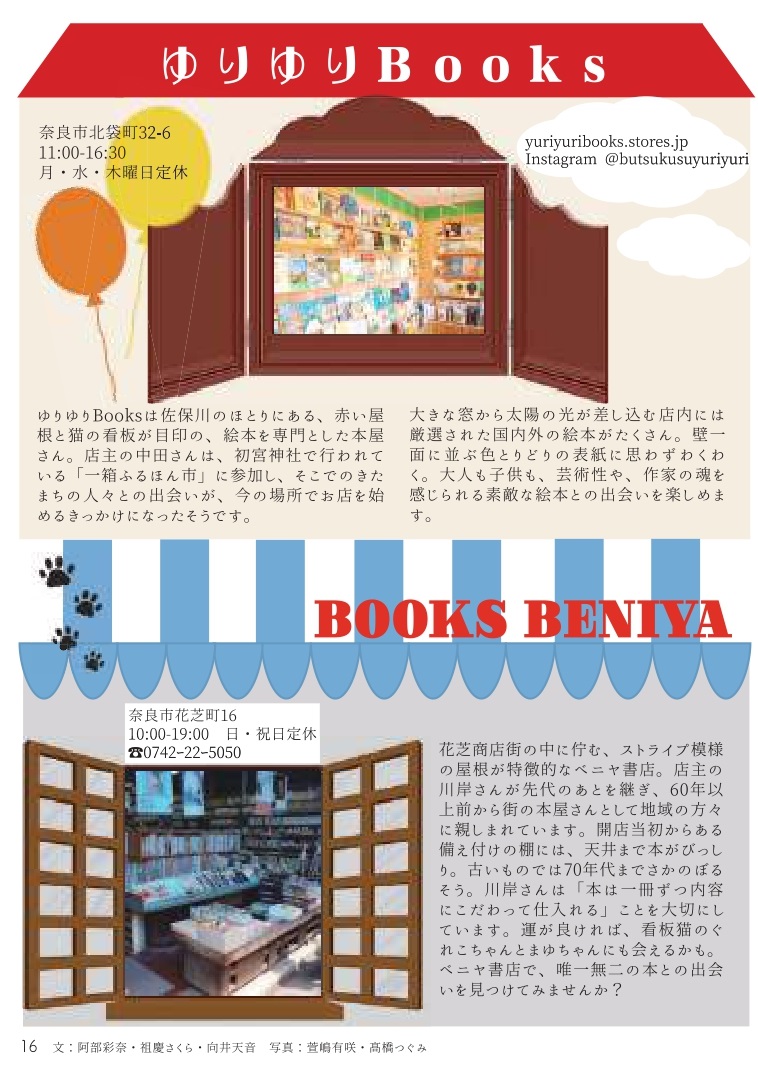 ゆりゆりBooks
奈良市北袋町32-6
11:00-16:30
月・水・木曜日定休
yuriyuribooks.stores.jp
Instagram @butsukusuyuriyuri
ゆりゆりBooksは佐保川のほとりにある、赤い屋
根と猫の看板が目印の、絵本を専門とした本屋
さん。店主の中田さんは、初宮神社で行われて
いる「一箱ふるほん市」に参加し、そこでのきた
まちの人々との出会いが、今の場所でお店を始
めるきっかけになったそうです。
大きな窓から太陽の光が差し込む店内には
厳選された国内外の絵本がたくさん。壁一
面に並ぶ色とりどりの表紙に思わずわくわ
く。大人も子供も、芸術性や、作家の魂を
感じられる素敵な絵本との出会いを楽しめま
す。
BOOKS BENIYA
奈良市花芝町16
10:00-19:00　日・祝日定休
☎0742-22-5050
花芝商店街の中に佇む、ストライプ模様
の屋根が特徴的なベニヤ書店。店主の
川岸さんが先代のあとを継ぎ、60年以
上前から街の本屋さんとして地域の方々
に親しまれています。開店当初からある
備え付けの棚には、天井まで本がびっし
り。古いものでは70年代までさかのぼる
そう。川岸さんは「本は一冊ずつ内容
にこだわって仕入れる」ことを大切にし
ています。運が良ければ、看板猫のぐ
れこちゃんとまゆちゃんにも会えるかも。
ベニヤ書店で、唯一無二の本との出会
いを見つけてみませんか？
16　文：阿部彩奈・祖慶さくら・向井天音　写真：萱嶋有咲・髙橋つぐみ